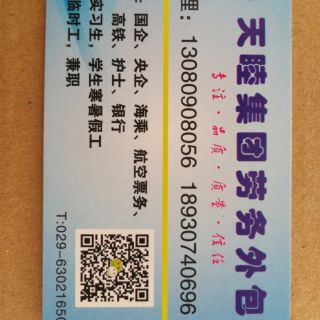 天睦集团劳务外包
专注·品质·质量·信任
理：13080908056 18930740696
：国企、央企、海乘、航空票务、
高铁、护士、银行
实习生，学生寒暑假工
临时工，兼职
T:029-63021650